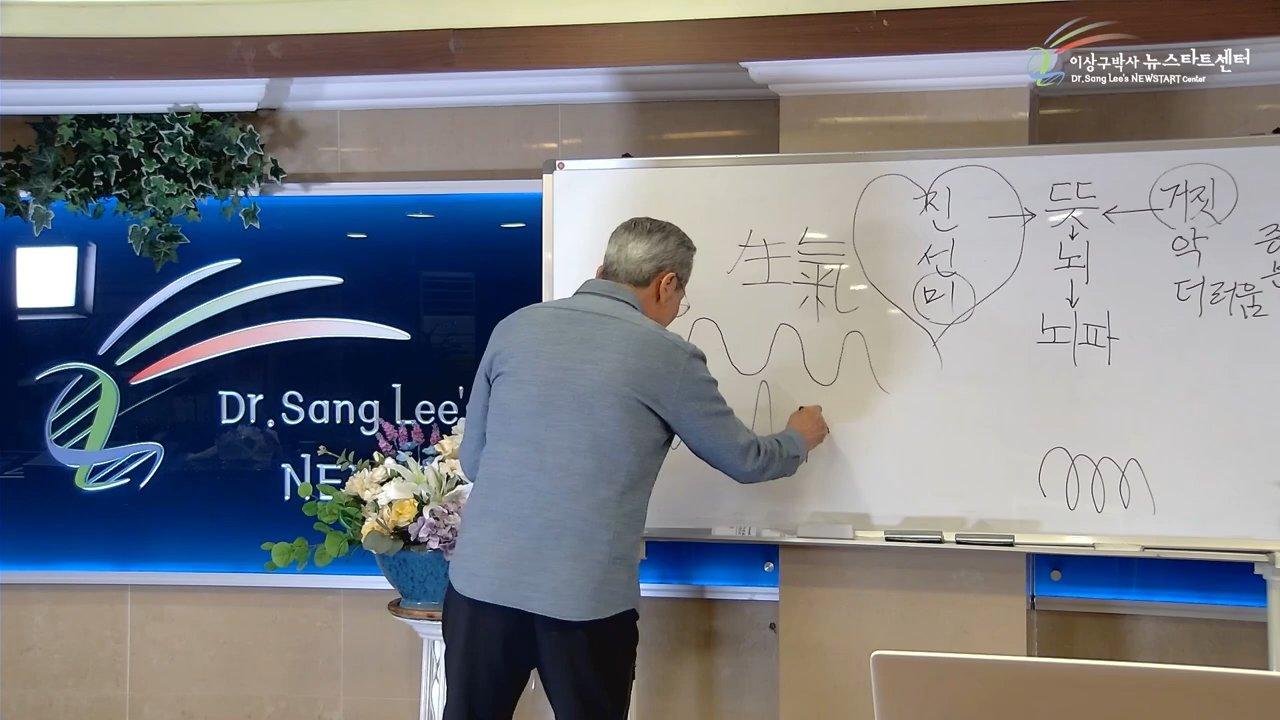 이상구박사 뉴스타트센터
Dr. Sang Lee's NEWSTART Center
Dr. Sang Lee's
生氣
진
선
미
뜻
뇌
뇌파
거짓
악
더러움